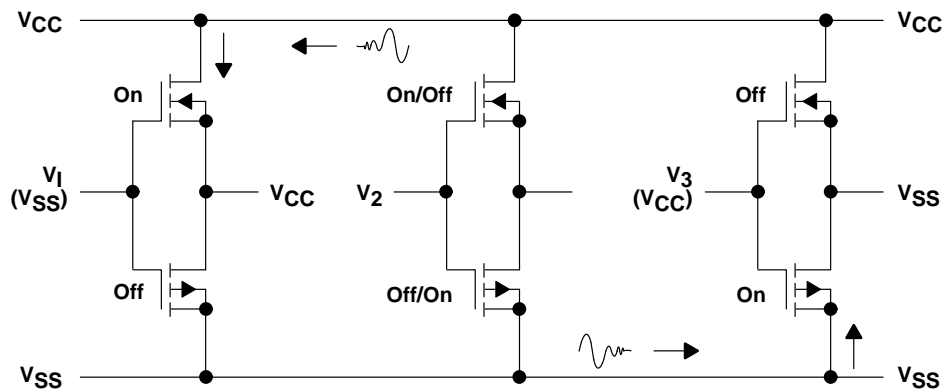 VCC VCC
On On/Off Off
VI
(VSS) VCC V2 V3
(VCC) VSS
Off Off/On On
VSS VSS